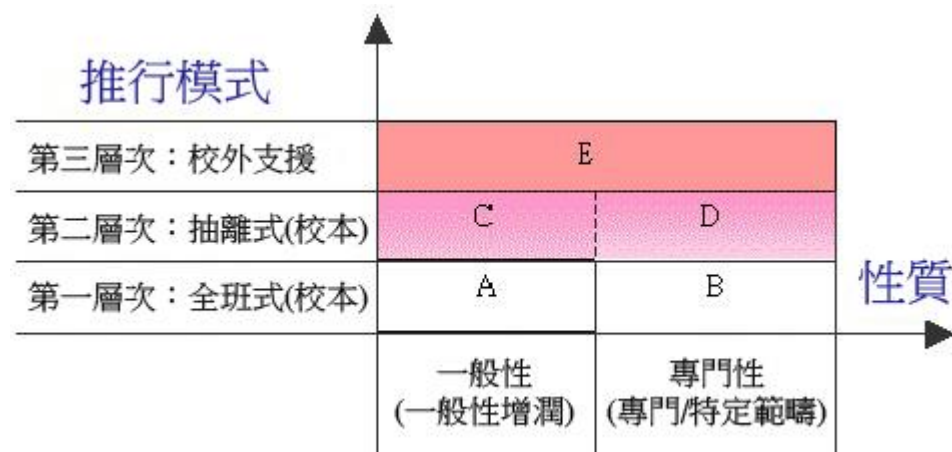 推行模式
第三層次：校外支援
E
第二層次：抽離式(校本)
C
D
第一層次：全班式(校本)
A
B
性質
一般性
(一般性增潤)
專門性
(專門/特定範疇)